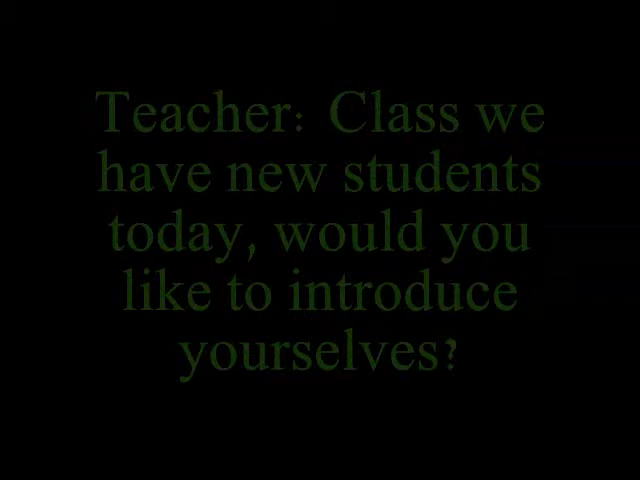 Teacher: Class we
have new students
today, would you
like to introduce
yourselves?